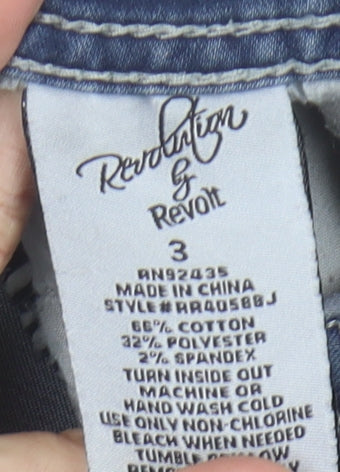 Revolution
by
Revolt
3
RN92435
MADE IN CHINA
STYLE#RR4058BJ
66% COTTON
32% POLYESTER
2% SPANDEX
TURN INSIDE OUT
MACHINE OR
HAND WASH COLD
USE ONLY NON-CHLORINE
BLEACH WHEN NEEDED
TUMBLE